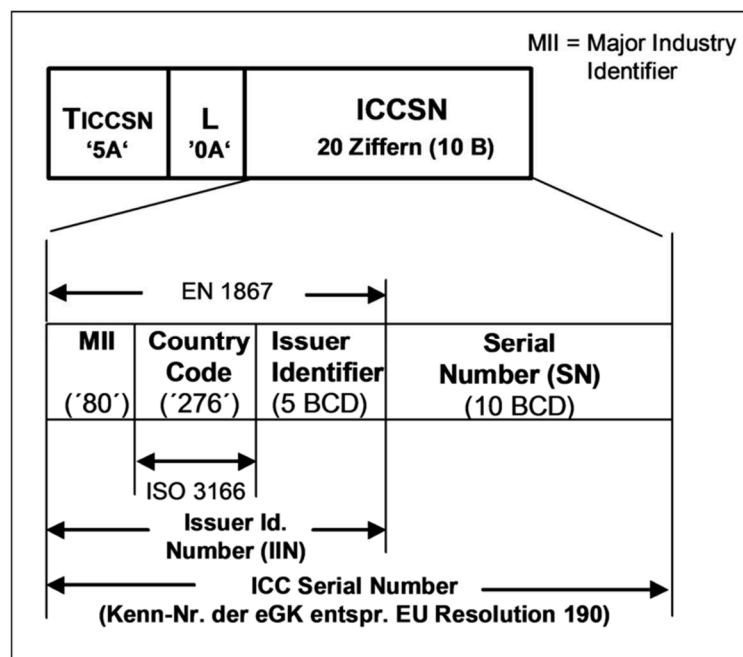 MII = Major Industry
Identifier
TICCSN
‘5A‘
L
’0A‘
ICCSN
20 Ziffern (10 B)
EN 1867
MII
(´80´)
Country
Code
(´276´)
Issuer
Identifier
(5 BCD)
Serial
Number (SN)
(10 BCD)
ISO 3166
Issuer Id.
Number (IIN)
ICC Serial Number
(Kenn-Nr. der eGK entspr. EU Resolution 190)